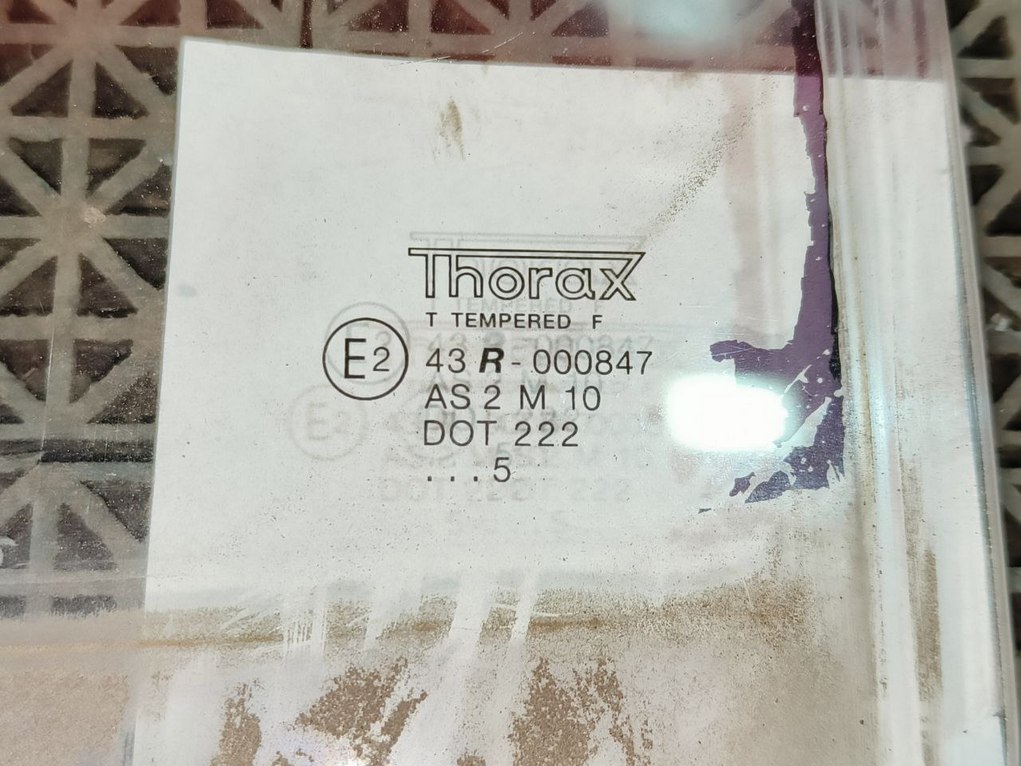 Thorax
T TEMPERED F
E2 43 R-000847
AS 2 M 10
DOT 222
...5